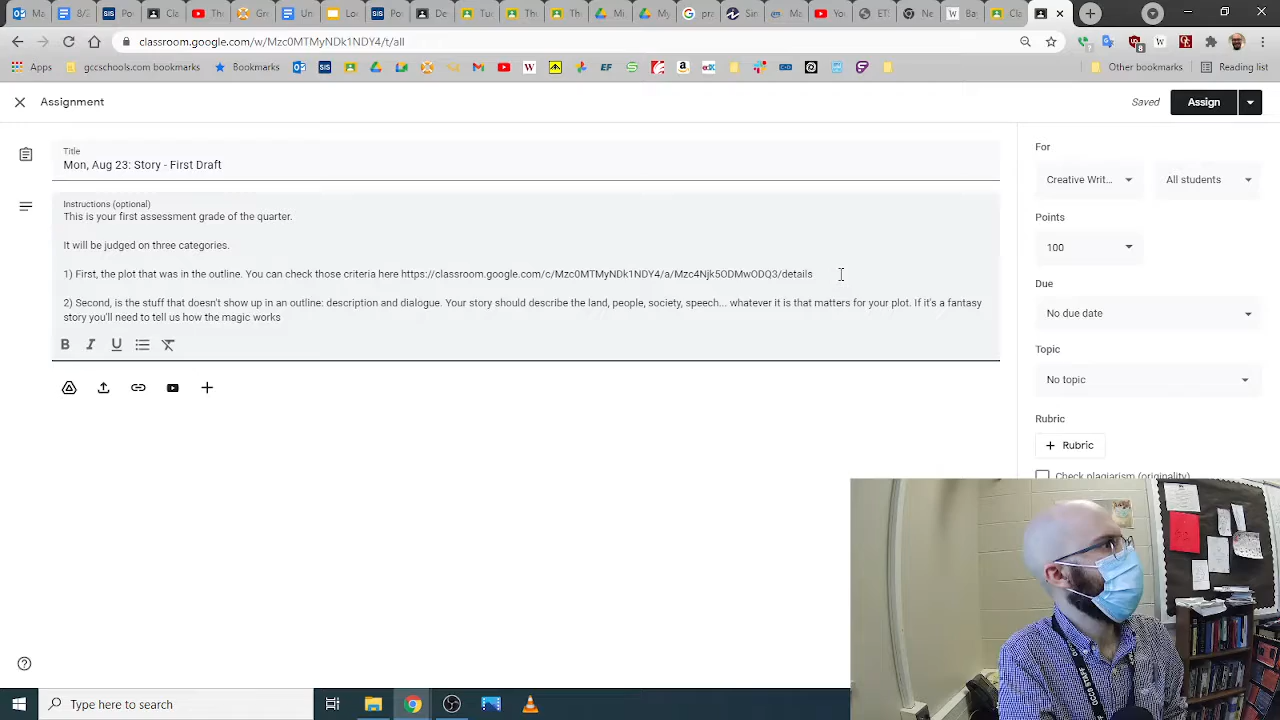 classroom.google.com/w/Mzc0MTMyNDk1NDY4/t/all
Apps gccschools.com bookmarks Bookmarks Other bookmarks Reading list
Assignment Saved Assign
Title
Mon, Aug 23: Story - First Draft
Instructions (optional)
This is your first assessment grade of the quarter.
It will be judged on three categories.
1) First, the plot that was in the outline. You can check those criteria here https://classroom.google.com/c/Mzc0MTMyNDk1NDY4/a/Mzc4Njk5ODMwODQ3/details
2) Second, is the stuff that doesn't show up in an outline: description and dialogue. Your story should describe the land, people, society, speech... whatever it is that matters for your plot. If it's a fantasy
story you'll need to tell us how the magic works
B I U
For
Creative Writ... All students
Points
100
Due
No due date
Topic
No topic
Rubric
+ Rubric
Check plagiarism (originality)
Type here to search